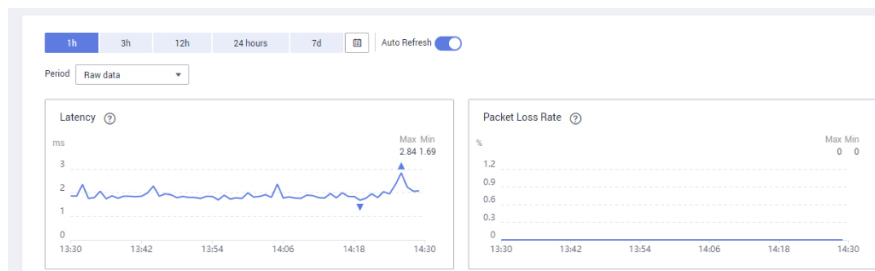 1h 3h 12h 24 hours 7d Auto Refresh
Period Raw data
Latency ?
ms
Max Min
2.84 1.69
3
2
1
0
13:30 13:42 13:54 14:06 14:18 14:30
Packet Loss Rate ?
%
Max Min
0 0
1.2
0.9
0.6
0.3
0
13:30 13:42 13:54 14:06 14:18 14:30